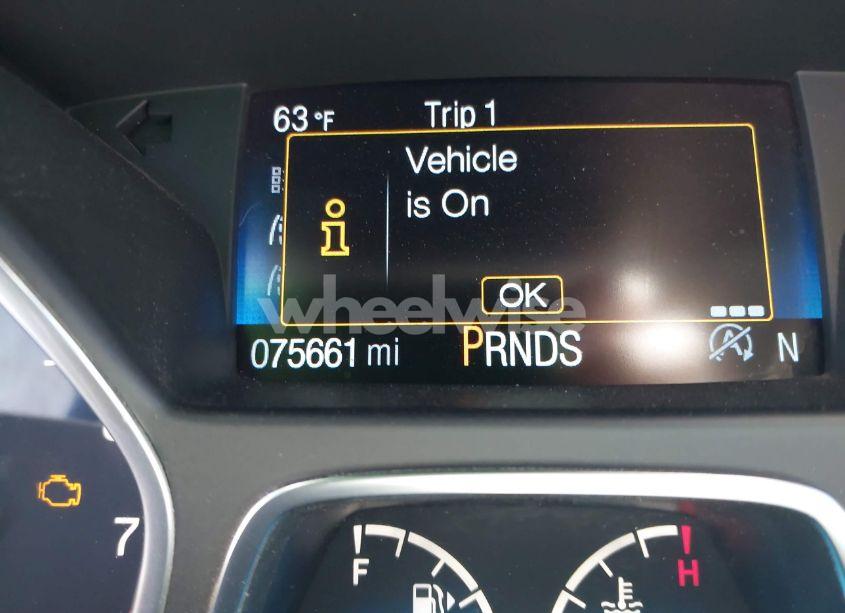 63 °F Trip 1
Vehicle
is On
OK
wheelwise
075661 mi PRNDS A N
7
F H